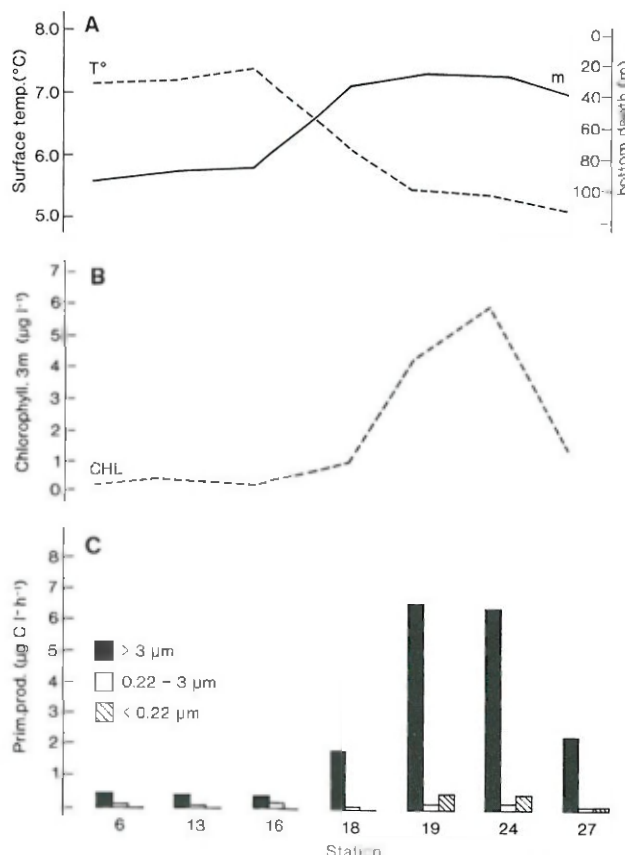 A
Surface temp.(°C)
8.0
7.0
6.0
5.0
T°
m
0
20
40
60
80
100
bottom depth (m)
B
Chlorophyll. 3m (µg l⁻¹)
7
6
5
4
3
2
1
0
CHL
C
Prim.prod. (µg C l⁻¹h⁻¹)
8
7
6
5
4
3
2
1
> 3 µm
0.22 – 3 µm
< 0.22 µm
6 13 16 18 19 24 27
Station